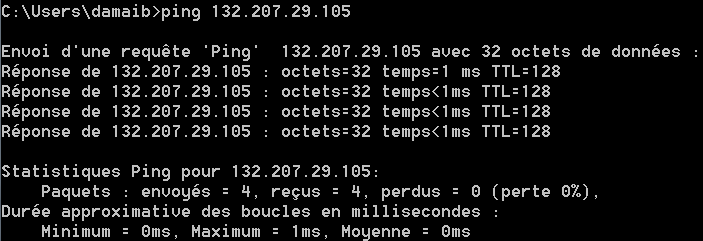 C:\Users\damaib>ping 132.207.29.105
Envoi d'une requête 'Ping'  132.207.29.105 avec 32 octets de données :
Réponse de 132.207.29.105 : octets=32 temps=1 ms TTL=128
Réponse de 132.207.29.105 : octets=32 temps<1ms TTL=128
Réponse de 132.207.29.105 : octets=32 temps<1ms TTL=128
Réponse de 132.207.29.105 : octets=32 temps<1ms TTL=128
Statistiques Ping pour 132.207.29.105:
    Paquets : envoyés = 4, reçus = 4, perdus = 0 (perte 0%),
Durée approximative des boucles en millisecondes :
    Minimum = 0ms, Maximum = 1ms, Moyenne = 0ms